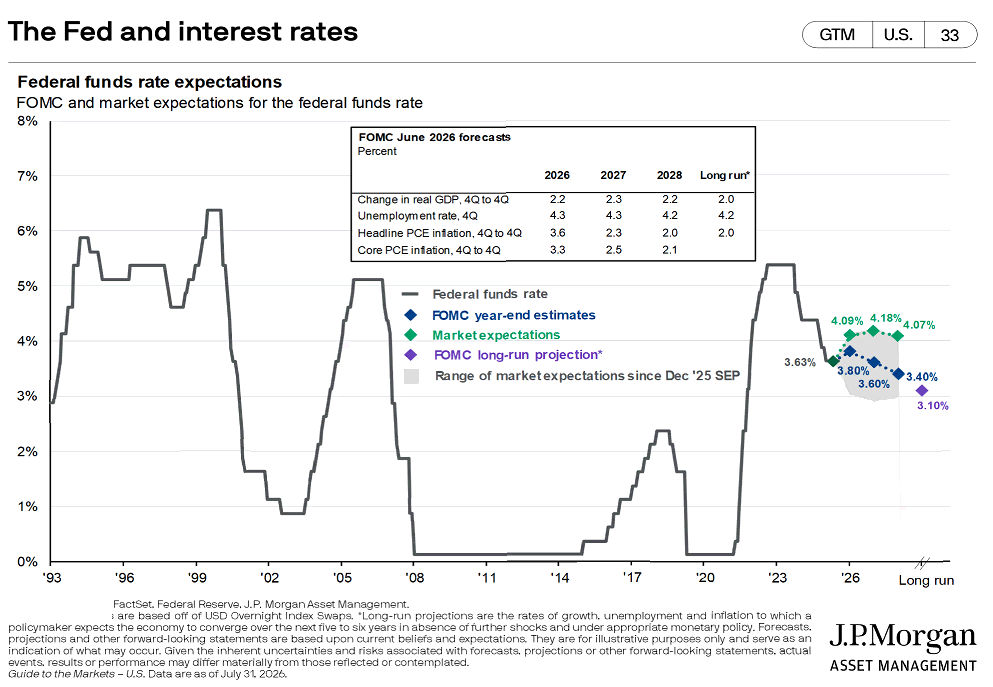 The Fed and interest rates
GTM U.S. 33
Federal funds rate expectations
FOMC and market expectations for the federal funds rate
8%
7%
6%
5%
4%
3%
2%
1%
0%
FOMC June 2026 forecasts
Percent
2026 2027 2028 Long run*
Change in real GDP, 4Q to 4Q 2.2 2.3 2.2 2.0
Unemployment rate, 4Q 4.3 4.3 4.2 4.2
Headline PCE inflation, 4Q to 4Q 3.6 2.3 2.0 2.0
Core PCE inflation, 4Q to 4Q 3.3 2.5 2.1
Federal funds rate
FOMC year-end estimates
Market expectations
FOMC long-run projection*
Range of market expectations since Dec '25 SEP
3.63%
4.09%
4.18%
4.07%
3.80%
3.60%
3.40%
3.10%
'93 '96 '99 '02 '05 '08 '11 '14 '17 '20 '23 '26 Long run
FactSet, Federal Reserve, J.P. Morgan Asset Management.
are based off of USD Overnight Index Swaps. *Long-run projections are the rates of growth, unemployment and inflation to which a
policymaker expects the economy to converge over the next five to six years in absence of further shocks and under appropriate monetary policy. Forecasts,
projections and other forward-looking statements are based upon current beliefs and expectations. They are for illustrative purposes only and serve as an
indication of what may occur. Given the inherent uncertainties and risks associated with forecasts, projections or other forward-looking statements, actual
events, results or performance may differ materially from those reflected or contemplated.
Guide to the Markets – U.S. Data are as of July 31, 2026.
J.P.Morgan
ASSET MANAGEMENT